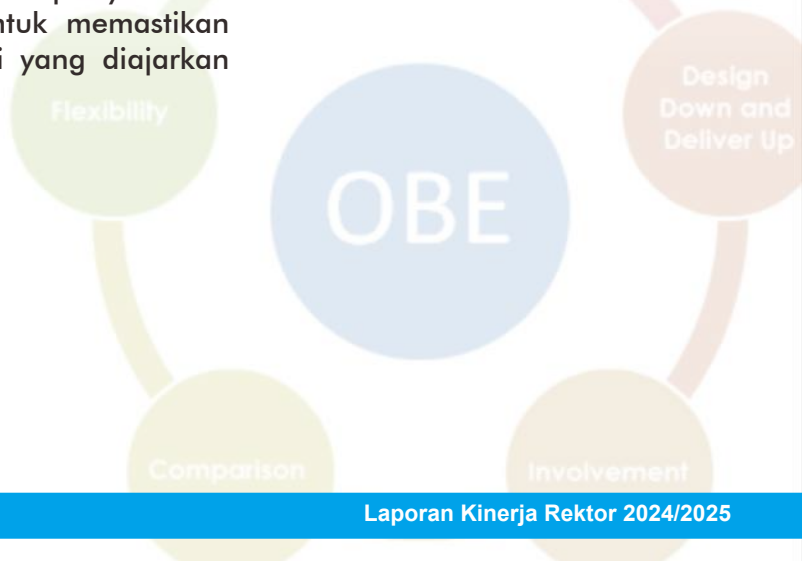 ntuk memastikan
i yang diajarkan
Flexibility
Design
Down and
Deliver Up
OBE
Comparison
Involvement
Laporan Kinerja Rektor 2024/2025